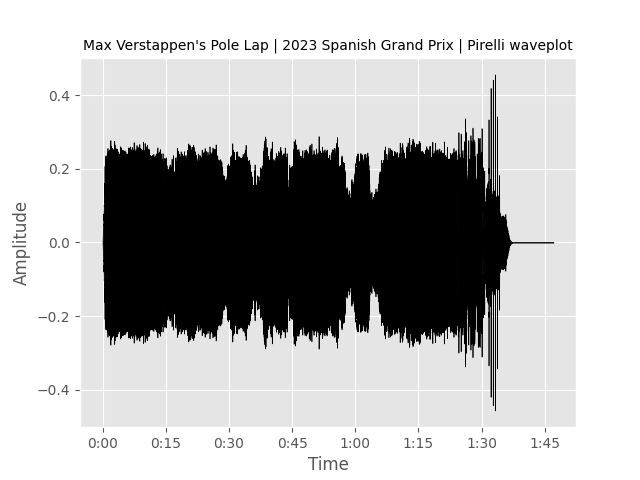 Max Verstappen's Pole Lap | 2023 Spanish Grand Prix | Pirelli waveplot
Amplitude
0.4
0.2
0.0
−0.2
−0.4
0:00 0:15 0:30 0:45 1:00 1:15 1:30 1:45
Time